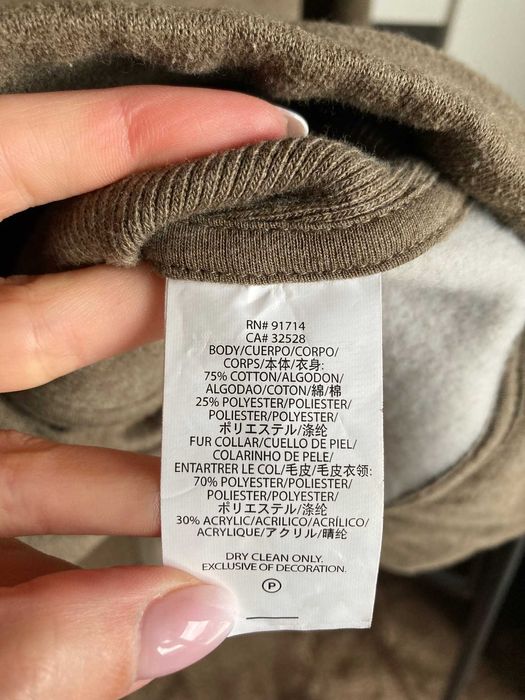 RN# 91714
CA# 32528
BODY/CUERPO/CORPO/
CORPS/本体/衣身:
75% COTTON/ALGODON/
ALGODAO/COTON/綿/棉
25% POLYESTER/POLIESTER/
POLIESTER/POLYESTER/
ポリエステル/涤纶
FUR COLLAR/CUELLO DE PIEL/
COLARINHO DE PELE/
ENTARTRER LE COL/毛皮/毛皮衣领:
70% POLYESTER/POLIESTER/
POLIESTER/POLYESTER/
ポリエステル/涤纶
30% ACRYLIC/ACRILICO/ACRÍLICO/
ACRYLIQUE/アクリル/晴纶
DRY CLEAN ONLY.
EXCLUSIVE OF DECORATION.
P